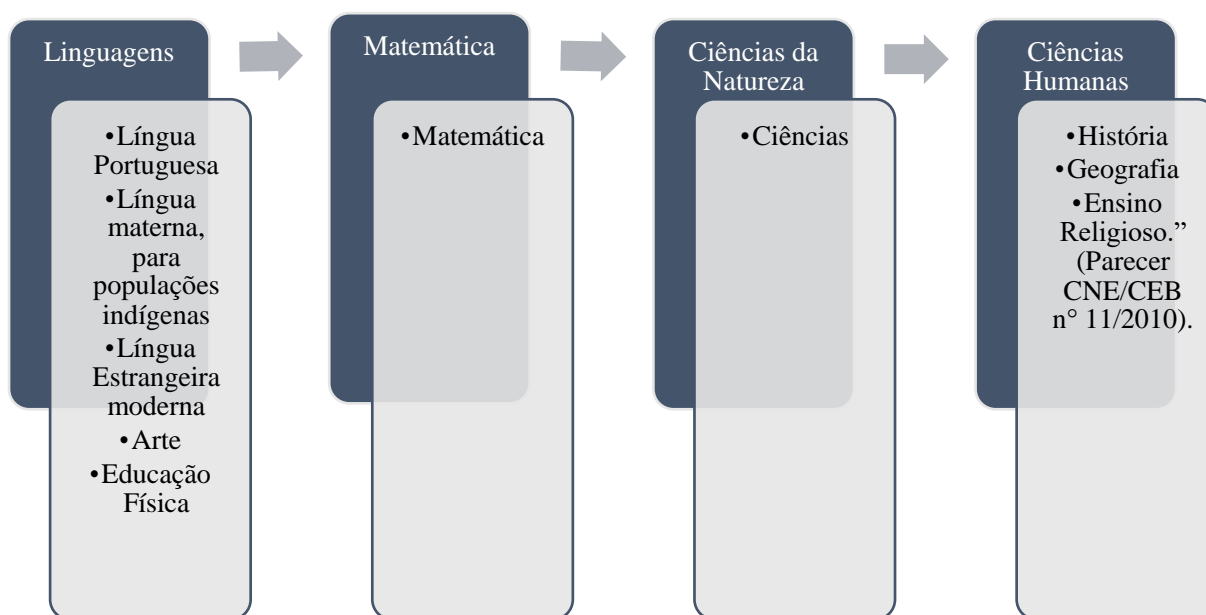 Linguagens
•Língua
Portuguesa
•Língua
materna,
para
populações
indígenas
•Língua
Estrangeira
moderna
•Arte
•Educação
Física
Matemática
•Matemática
Ciências da
Natureza
•Ciências
Ciências
Humanas
•História
•Geografia
•Ensino
Religioso.”
(Parecer
CNE/CEB
n° 11/2010).